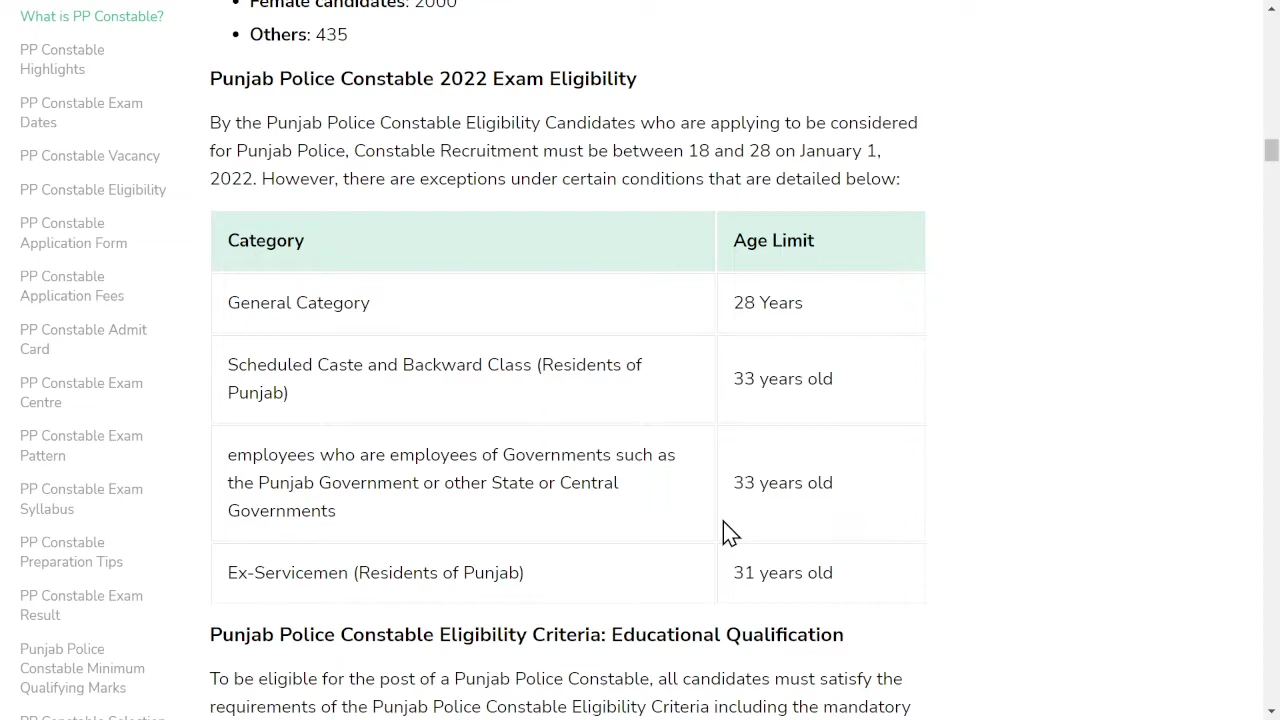 What is PP Constable?
PP Constable
Highlights
PP Constable Exam
Dates
PP Constable Vacancy
PP Constable Eligibility
PP Constable
Application Form
PP Constable
Application Fees
PP Constable Admit
Card
PP Constable Exam
Centre
PP Constable Exam
Pattern
PP Constable Exam
Syllabus
PP Constable
Preparation Tips
PP Constable Exam
Result
Punjab Police
Constable Minimum
Qualifying Marks
PP Constable Selection
• Female candidates: 2000
• Others: 435
Punjab Police Constable 2022 Exam Eligibility
By the Punjab Police Constable Eligibility Candidates who are applying to be considered
for Punjab Police, Constable Recruitment must be between 18 and 28 on January 1,
2022. However, there are exceptions under certain conditions that are detailed below:
Category Age Limit
General Category 28 Years
Scheduled Caste and Backward Class (Residents of
Punjab)
33 years old
employees who are employees of Governments such as
the Punjab Government or other State or Central
Governments
33 years old
Ex-Servicemen (Residents of Punjab) 31 years old
Punjab Police Constable Eligibility Criteria: Educational Qualification
To be eligible for the post of a Punjab Police Constable, all candidates must satisfy the
requirements of the Punjab Police Constable Eligibility Criteria including the mandatory